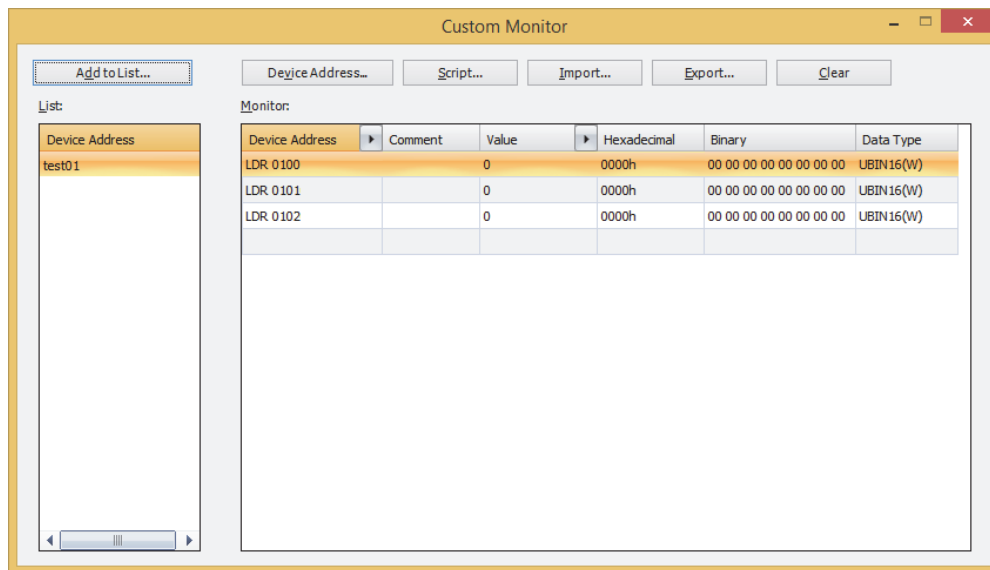 Custom Monitor
Add to List... Device Address... Script... Import... Export... Clear
List: Monitor:
Device Address Device Address Comment Value Hexadecimal Binary Data Type
test01 LDR 0100 0 0000h 00 00 00 00 00 00 00 00 UBIN16(W)
LDR 0101 0 0000h 00 00 00 00 00 00 00 00 UBIN16(W)
LDR 0102 0 0000h 00 00 00 00 00 00 00 00 UBIN16(W)